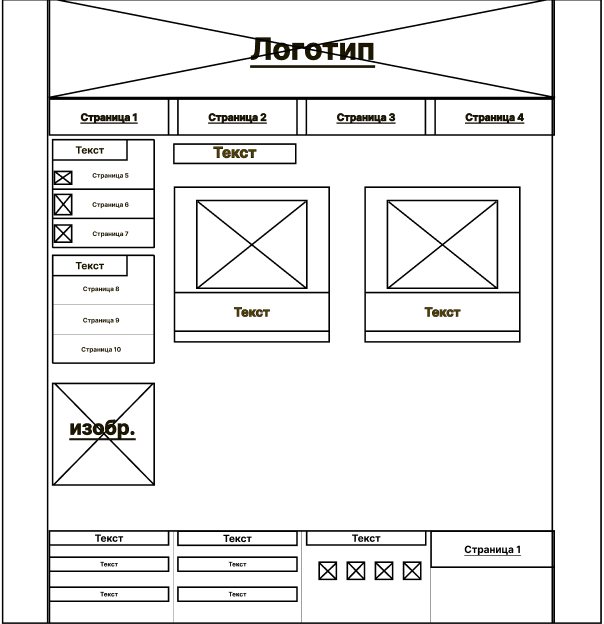 Логотип
Страница 1
Страница 2
Страница 3
Страница 4
Текст
Страница 5
Страница 6
Страница 7
Текст
Страница 8
Страница 9
Страница 10
изобр.
Текст
Текст
Текст
Текст
Текст
Текст
Текст
Текст
Текст
Текст
Страница 1